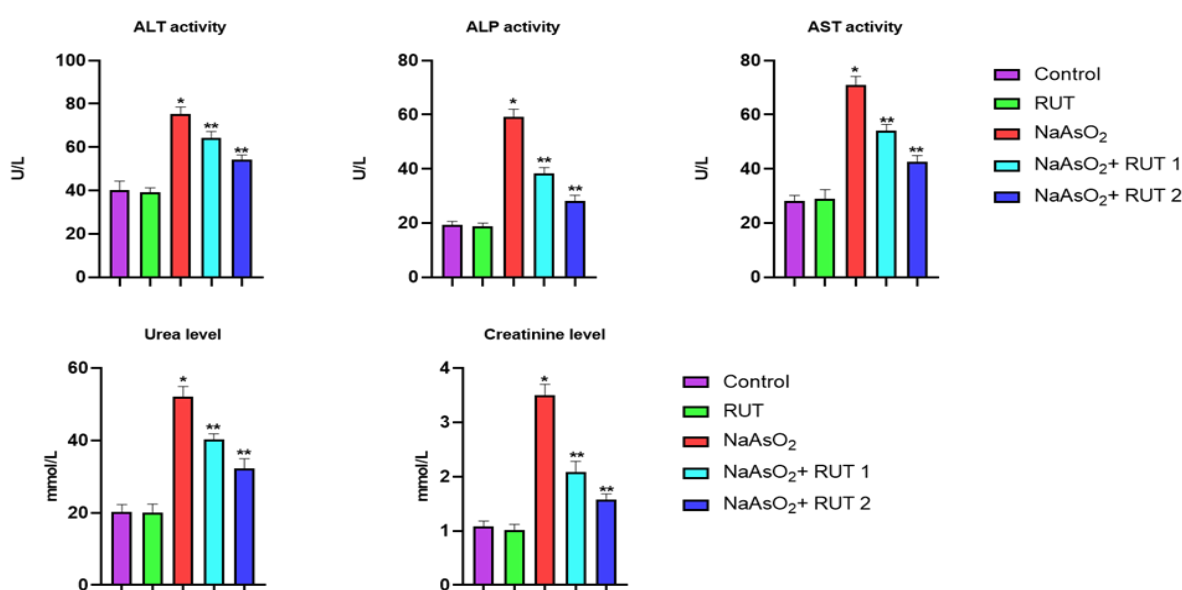 ALT activity
100
80
60
40
20
0
U/L
*
**
**
ALP activity
80
60
40
20
0
U/L
*
**
**
AST activity
80
60
40
20
0
U/L
*
**
**
Control
RUT
NaAsO₂
NaAsO₂+ RUT 1
NaAsO₂+ RUT 2
Urea level
60
40
20
0
mmol/L
*
**
**
Creatinine level
4
3
2
1
0
mmol/L
*
**
**
Control
RUT
NaAsO₂
NaAsO₂+ RUT 1
NaAsO₂+ RUT 2